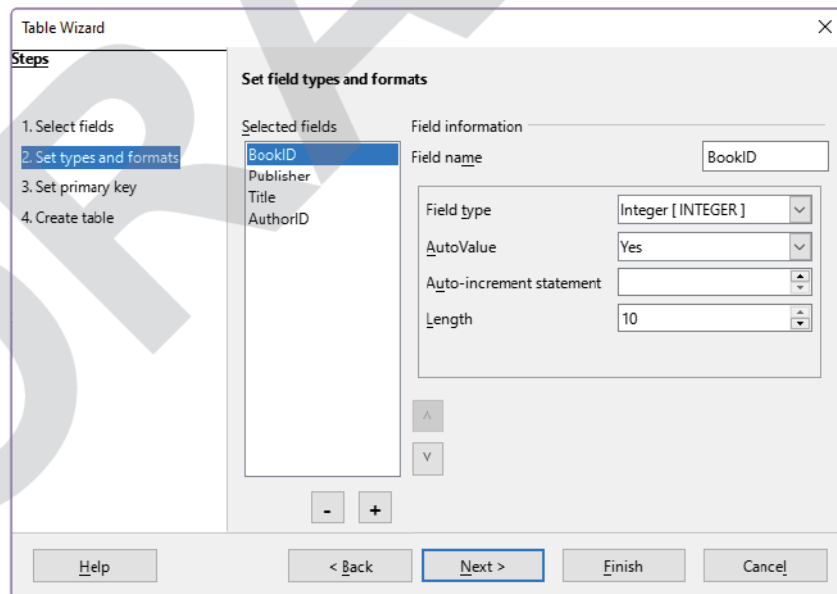 Table Wizard
Steps
1. Select fields
2. Set types and formats
3. Set primary key
4. Create table
Set field types and formats
Selected fields
BookID
Publisher
Title
AuthorID
- +
Field information
Field name BookID
Field type Integer [ INTEGER ]
AutoValue Yes
Auto-increment statement
Length 10
Help < Back Next > Finish Cancel